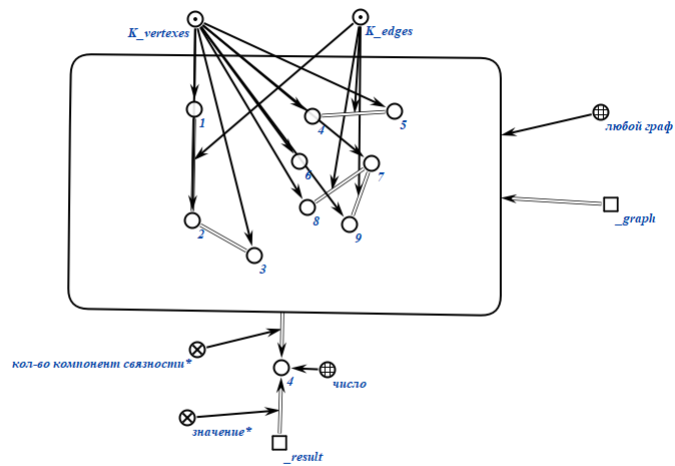 K_vertexes
K_edges
1
4
5
любой граф
6
7
8
2
9
_graph
3
кол-во компонент связности*
4
число
значение*
_result